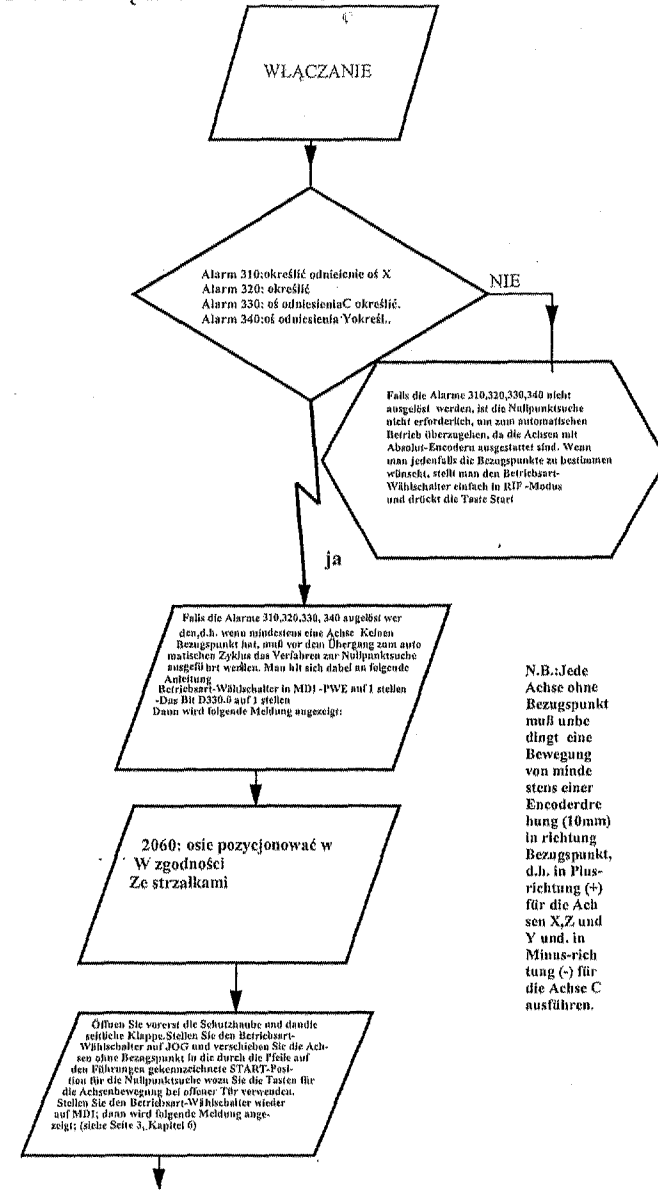 WŁĄCZANIE
Alarm 310:określić odniesienie oś X
Alarm 320: określić
Alarm 330: oś odniesieniaC określić.
Alarm 340:oś odniesienia Yokreśl..
NIE
Falls die Alarme 310,320,330,340 nicht
ausgelöst werden, ist die Nullpunktsuche
nicht erforderlich, um zum automatischen
Betrieb überzugehen, da die Achsen mit
Absolut-Encodern ausgestattet sind. Wenn
man jedenfalls die Bezugspunkte zu bestimmen
wünscht, stellt man den Betriebsart-
Wählschalter einfach in RIF -Modus
und drückt die Taste Start
ja
Falls die Alarme 310,320,330, 340 augelöst wer
den,d.h. wenn mindestens eine Achse Keinen
Bezugspunkt hat, muß vor dem Übergang zum auto
matischen Zyklus das Verfahren zur Nullpunktsuche
ausgeführt werden. Man hlt sich dabei an folgende
Anleitung
Betriebsart-Wählschalter in MDI -PWE auf 1 stellen
-Das Bit D330.0 auf 1 stellen
Dann wird folgende Meldung angezeigt:
N.B.:Jede
Achse ohne
Bezugspunkt
muß unbe
dingt eine
Bewegung
von minde
stens einer
Encoderdre
hung (10mm)
in richtung
Bezugspunkt,
d.h. in Plus-
richtung (+)
für die Ach
sen X,Z und
Y und. in
Minus-rich
tung (-) für
die Achse C
ausführen.
2060: osie pozycjonować w
W zgodności
Ze strzałkami
Öffnen Sie vorerst die Schutzhaube und dandie
seitliche Klappe.Stellen Sie den Betriebsart-
Wählschalter auf JOG und verschieben Sie die Ach-
sen ohne Bezugspunkt in die durch die Pfeile auf
den Führungen gekennzeichnete START-Posi-
tion für die Nullpunktsuche wozu Sie die Tasten für
die Achsenbewegung bei offener Tür verwenden.
Stellen Sie den Betriebsart-Wählschalter wieder
auf MDI; dann wird folgende Meldung ange-
zeigt; (siehe Seite 3, Kapitel 6)